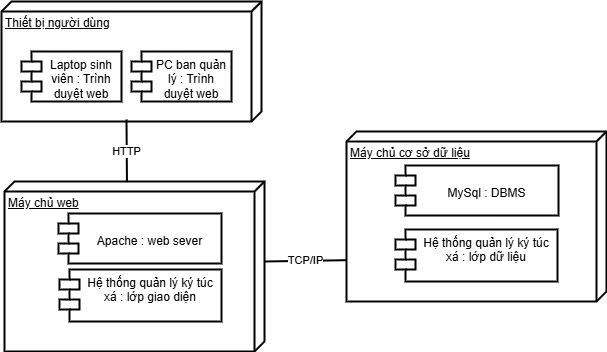 Thiết bị người dùng
Laptop sinh
viên : Trình
duyệt web
PC ban quản
lý : Trình
duyệt web
HTTP
Máy chủ web
Apache : web sever
Hệ thống quản lý ký túc
xá : lớp giao diện
TCP/IP
Máy chủ cơ sở dữ liệu
MySql : DBMS
Hệ thống quản lý ký túc
xá : lớp dữ liệu